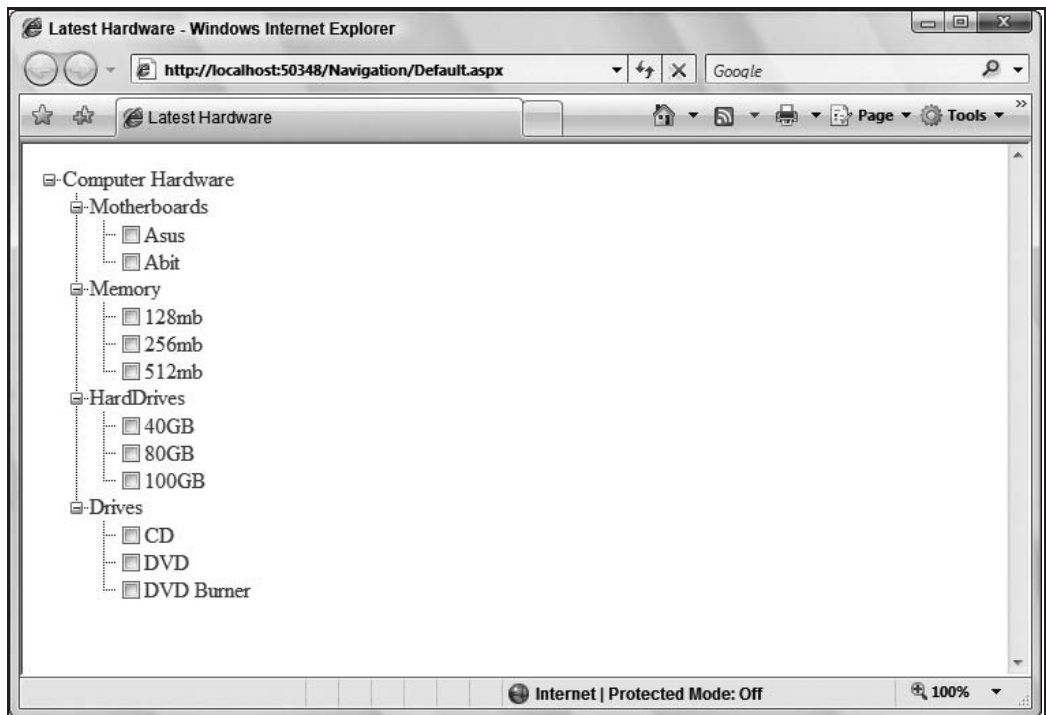 Latest Hardware - Windows Internet Explorer
http://localhost:50348/Navigation/Default.aspx
Google
Latest Hardware
Page
Tools
»
Computer Hardware
Motherboards
Asus
Abit
Memory
128mb
256mb
512mb
HardDrives
40GB
80GB
100GB
Drives
CD
DVD
DVD Burner
Internet | Protected Mode: Off
100%